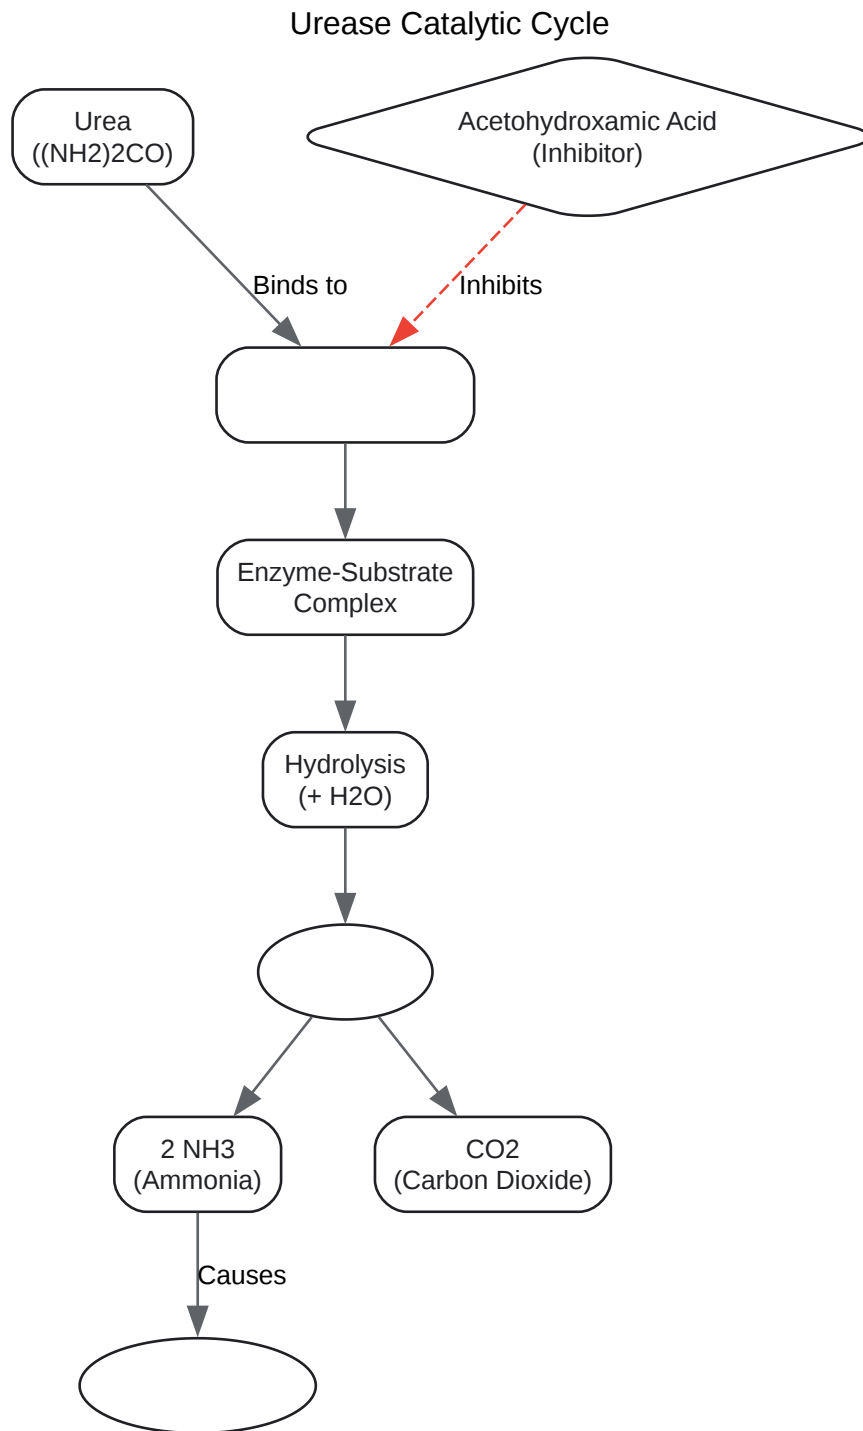 Urease Catalytic Cycle
Urea
((NH2)2CO)
Acetohydroxamic Acid
(Inhibitor)
Binds to
Inhibits
Enzyme-Substrate
Complex
Hydrolysis
(+ H2O)
2 NH3
(Ammonia)
CO2
(Carbon Dioxide)
Causes